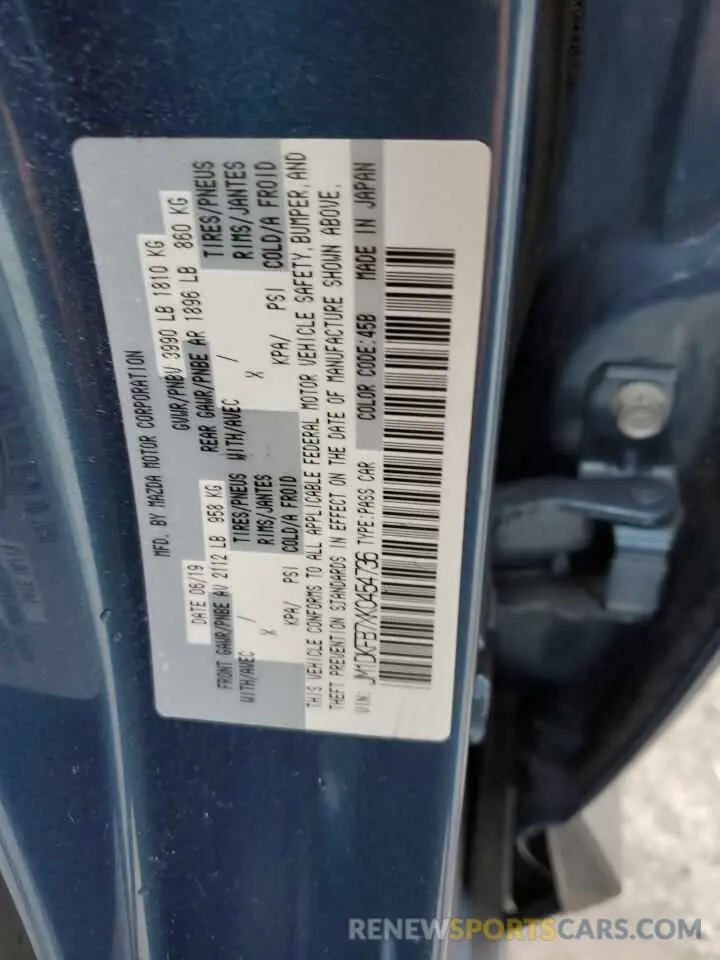 MFD. BY MAZDA MOTOR CORPORATION
DATE 06/19 GVWR/PNBV 3990 LB 1810 KG
FRONT GAWR/PNBE AV 2112 LB 958 KG REAR GAWR/PNBE AR 1896 LB 860 KG
WITH/AVEC / TIRES/PNEUS WITH/AVEC / TIRES/PNEUS
X RIMS/JANTES X RIMS/JANTES
KPA/ PSI COLD/A FROID KPA/ PSI COLD/A FROID
THIS VEHICLE CONFORMS TO ALL APPLICABLE FEDERAL MOTOR VEHICLE SAFETY, BUMPER, AND
THEFT PREVENTION STANDARDS IN EFFECT ON THE DATE OF MANUFACTURE SHOWN ABOVE.
VIN: JM1DKFB7XK0454736 TYPE:PASS CAR COLOR CODE:45B MADE IN JAPAN
RENEWSPORTSCARS.COM